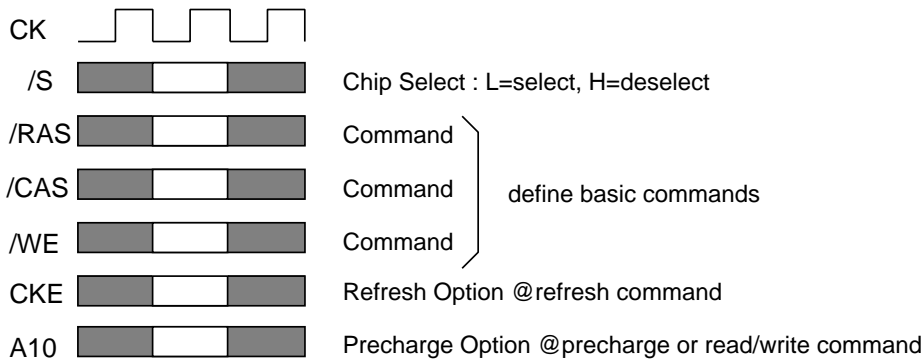 CK
/S Chip Select : L=select, H=deselect
/RAS Command
/CAS Command define basic commands
/WE Command
CKE Refresh Option @refresh command
A10 Precharge Option @precharge or read/write command